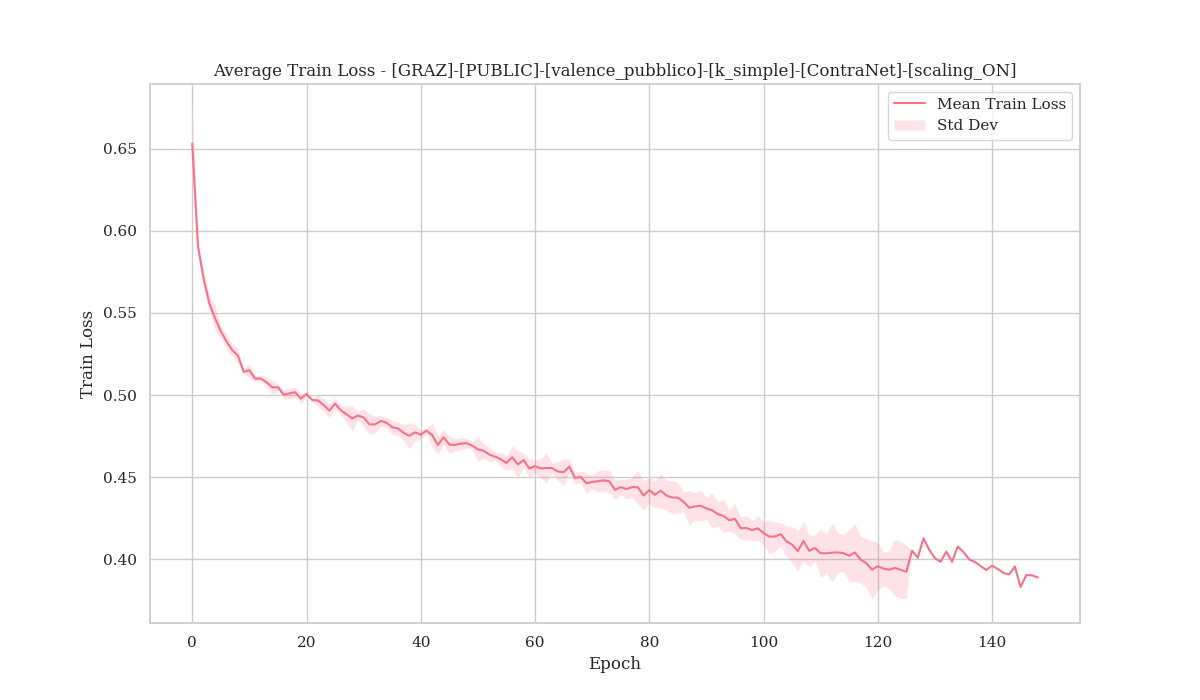 Average Train Loss - [GRAZ]-[PUBLIC]-[valence_pubblico]-[k_simple]-[ContraNet]-[scaling_ON]
Mean Train Loss
Std Dev
Train Loss
0.65
0.60
0.55
0.50
0.45
0.40
0 20 40 60 80 100 120 140
Epoch